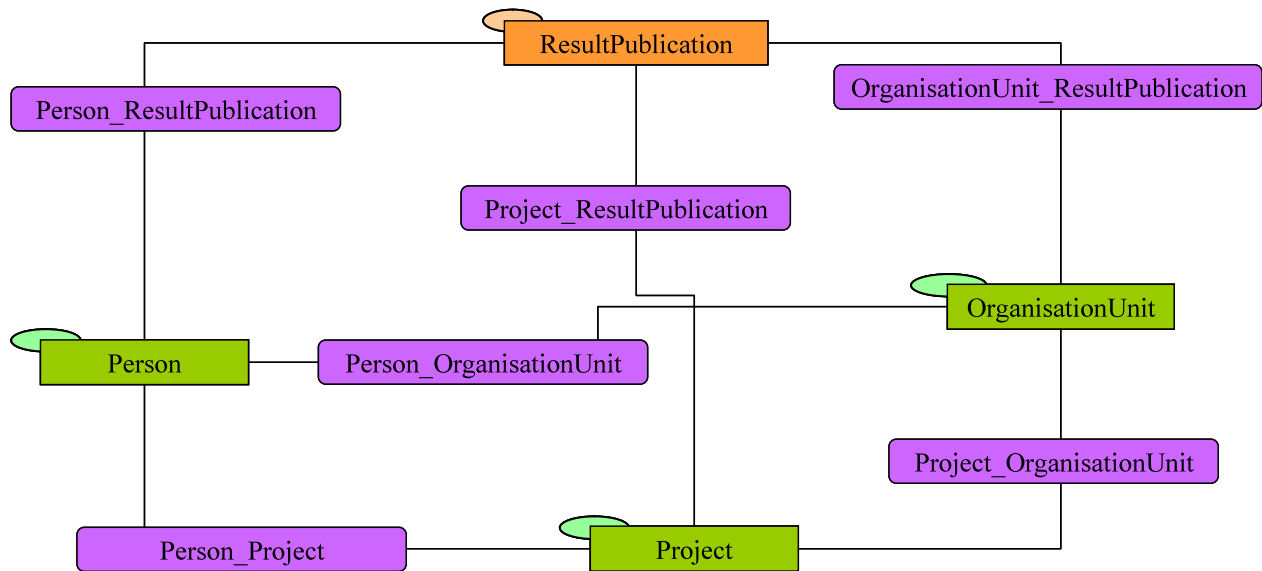 ResultPublication
OrganisationUnit_ResultPublication
Person_ResultPublication
Project_ResultPublication
OrganisationUnit
Person
Person_OrganisationUnit
Project_OrganisationUnit
Person_Project
Project